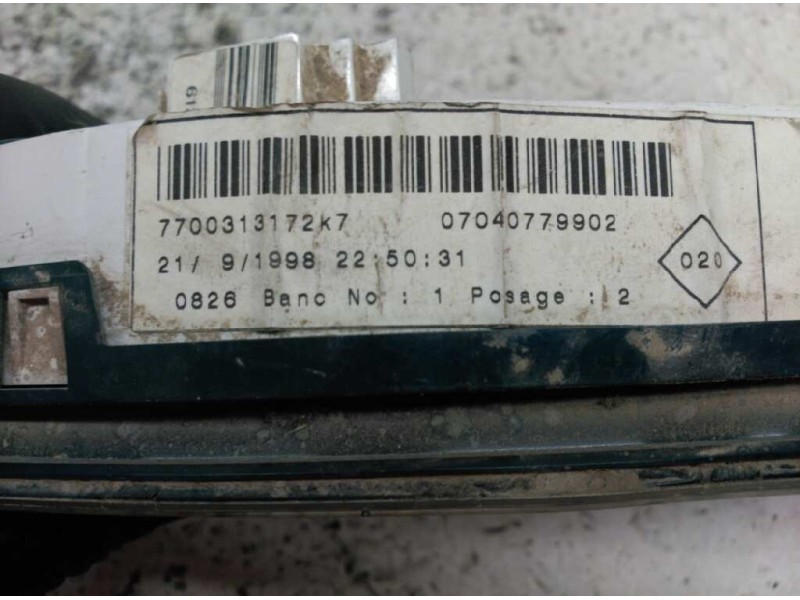 7700313172K7 07040779902
21/ 9/1998 22:50:31
020
0826 Banc No : 1 Posage : 2